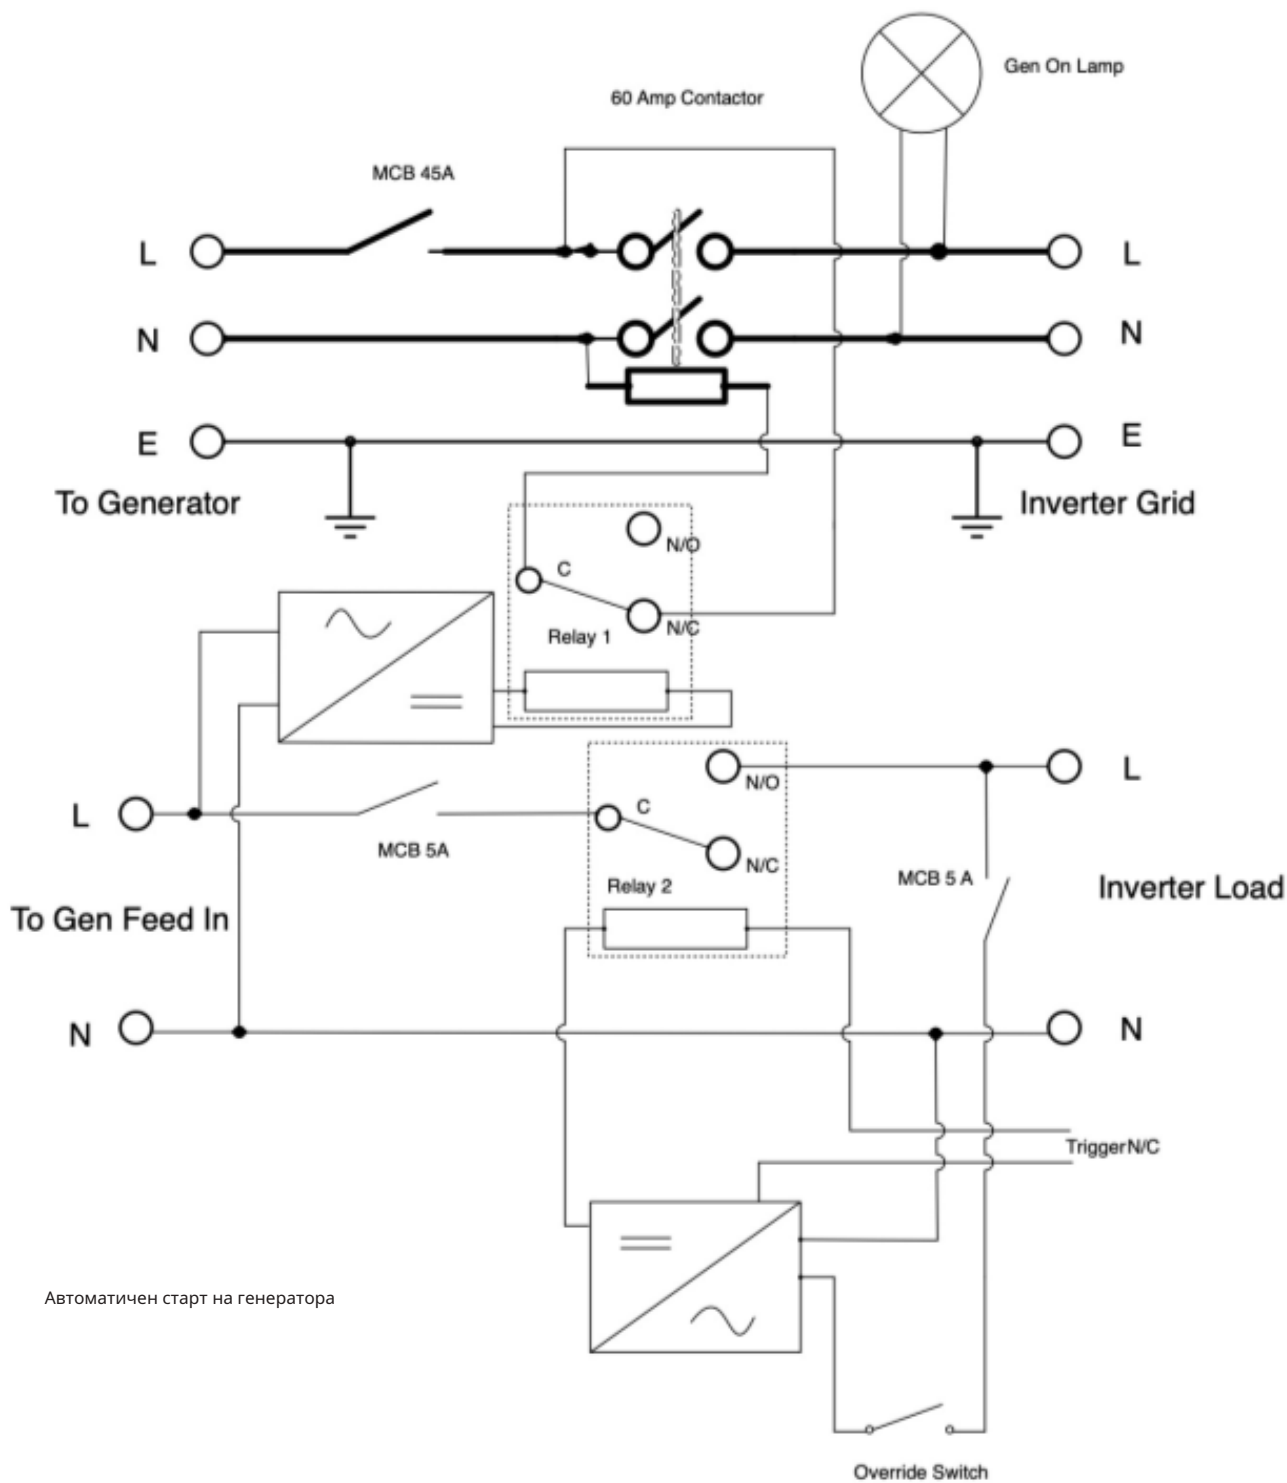 Gen On Lamp
60 Amp Contactor
MCB 45A
L
L
N
N
E
E
To Generator
Inverter Grid
N/O
C
N/C
Relay 1
L
N/O
C
L
MCB 5A
N/C
MCB 5 A
Relay 2
Inverter Load
To Gen Feed In
N
N
TriggerN/C
Автоматичен старт на генератора
Override Switch